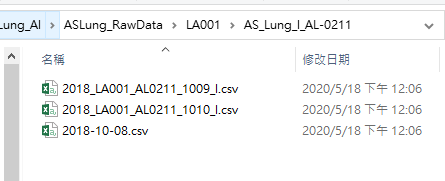 Lung_Al > ASLung_RawData > LA001 > AS_Lung_I_AL-0211
名稱 修改日期
2018_LA001_AL0211_1009_I.csv 2020/5/18 下午 12:06
2018_LA001_AL0211_1010_I.csv 2020/5/18 下午 12:06
2018-10-08.csv 2020/5/18 下午 12:06